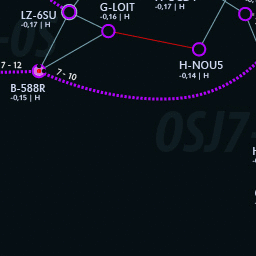 -0,17 | H
G-LOIT
-0,16 | H
LZ-6SU
-0,17 | H
H-NOU5
-0,14 | H
7 - 12
7 - 10
B-588R
-0,15 | H
0SJ7-